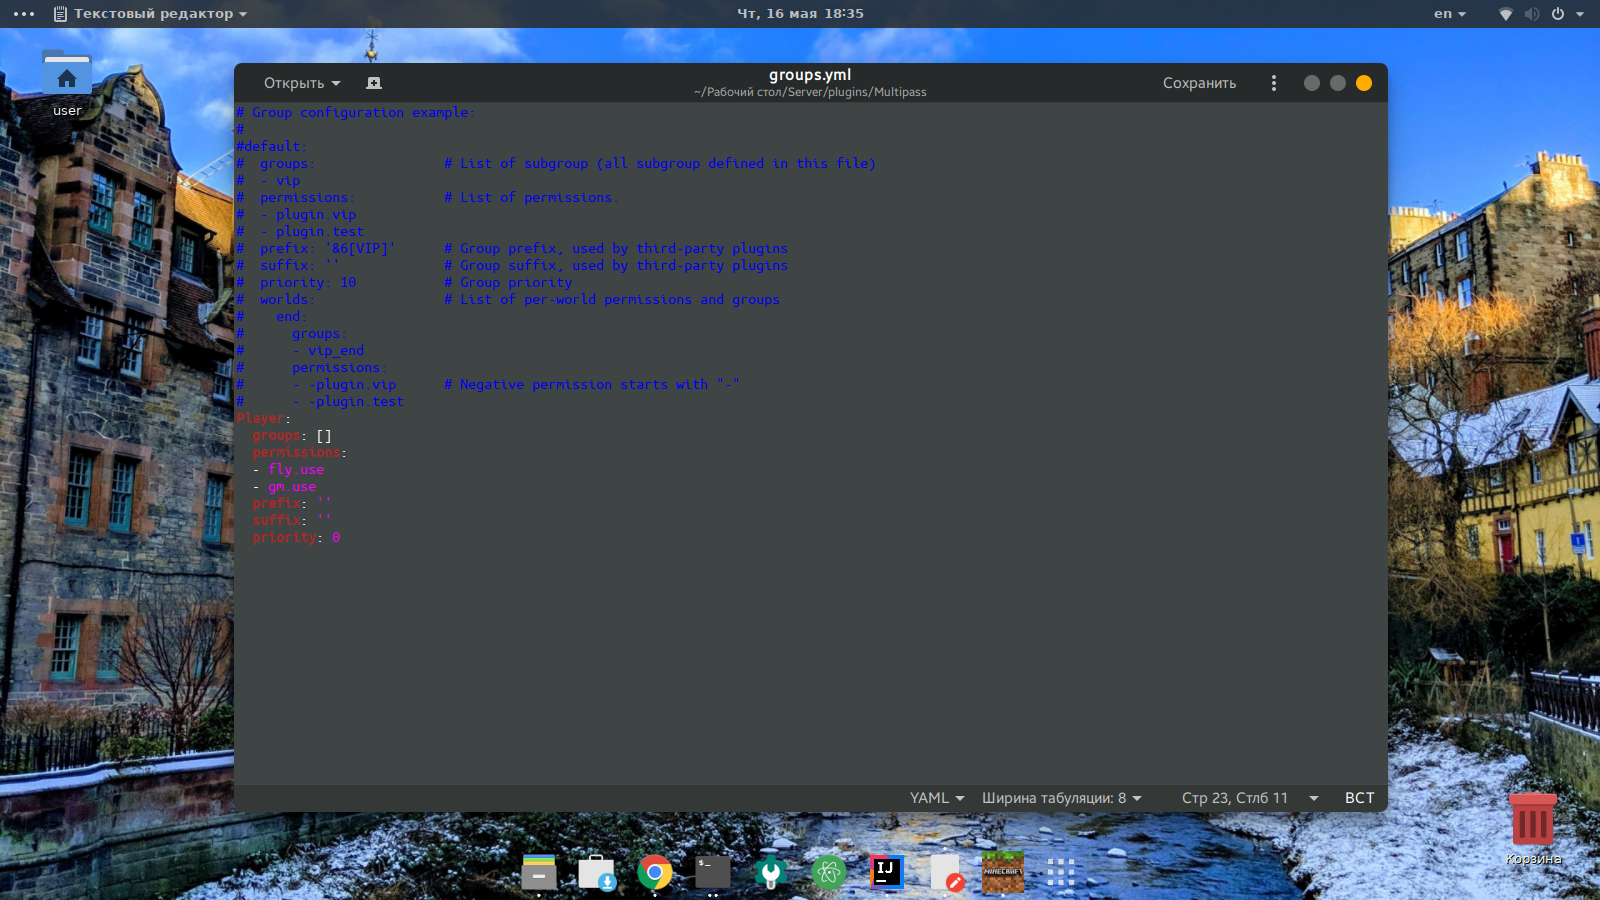 Текстовый редактор
Чт, 16 мая 18:35
en
user
Открыть
groups.yml
~/Рабочий стол/Server/plugins/Multipass
Сохранить
# Group configuration example:
#
#default:
#  groups:                # List of subgroup (all subgroup defined in this file)
#  - vip
#  permissions:           # List of permissions.
#  - plugin.vip
#  - plugin.test
#  prefix: '&6[VIP]'      # Group prefix, used by third-party plugins
#  suffix: ''             # Group suffix, used by third-party plugins
#  priority: 10           # Group priority
#  worlds:                # List of per-world permissions and groups
#    end:
#      groups:
#      - vip_end
#      permissions:
#      - -plugin.vip      # Negative permission starts with "-"
#      - -plugin.test
Player:
  groups: []
  permissions:
  - fly.use
  - gm.use
  prefix: ''
  suffix: ''
  priority: 0
YAML
Ширина табуляции: 8
Стр 23, Стлб 11
ВСТ
$_
IJ
MINECRAFT
Корзина